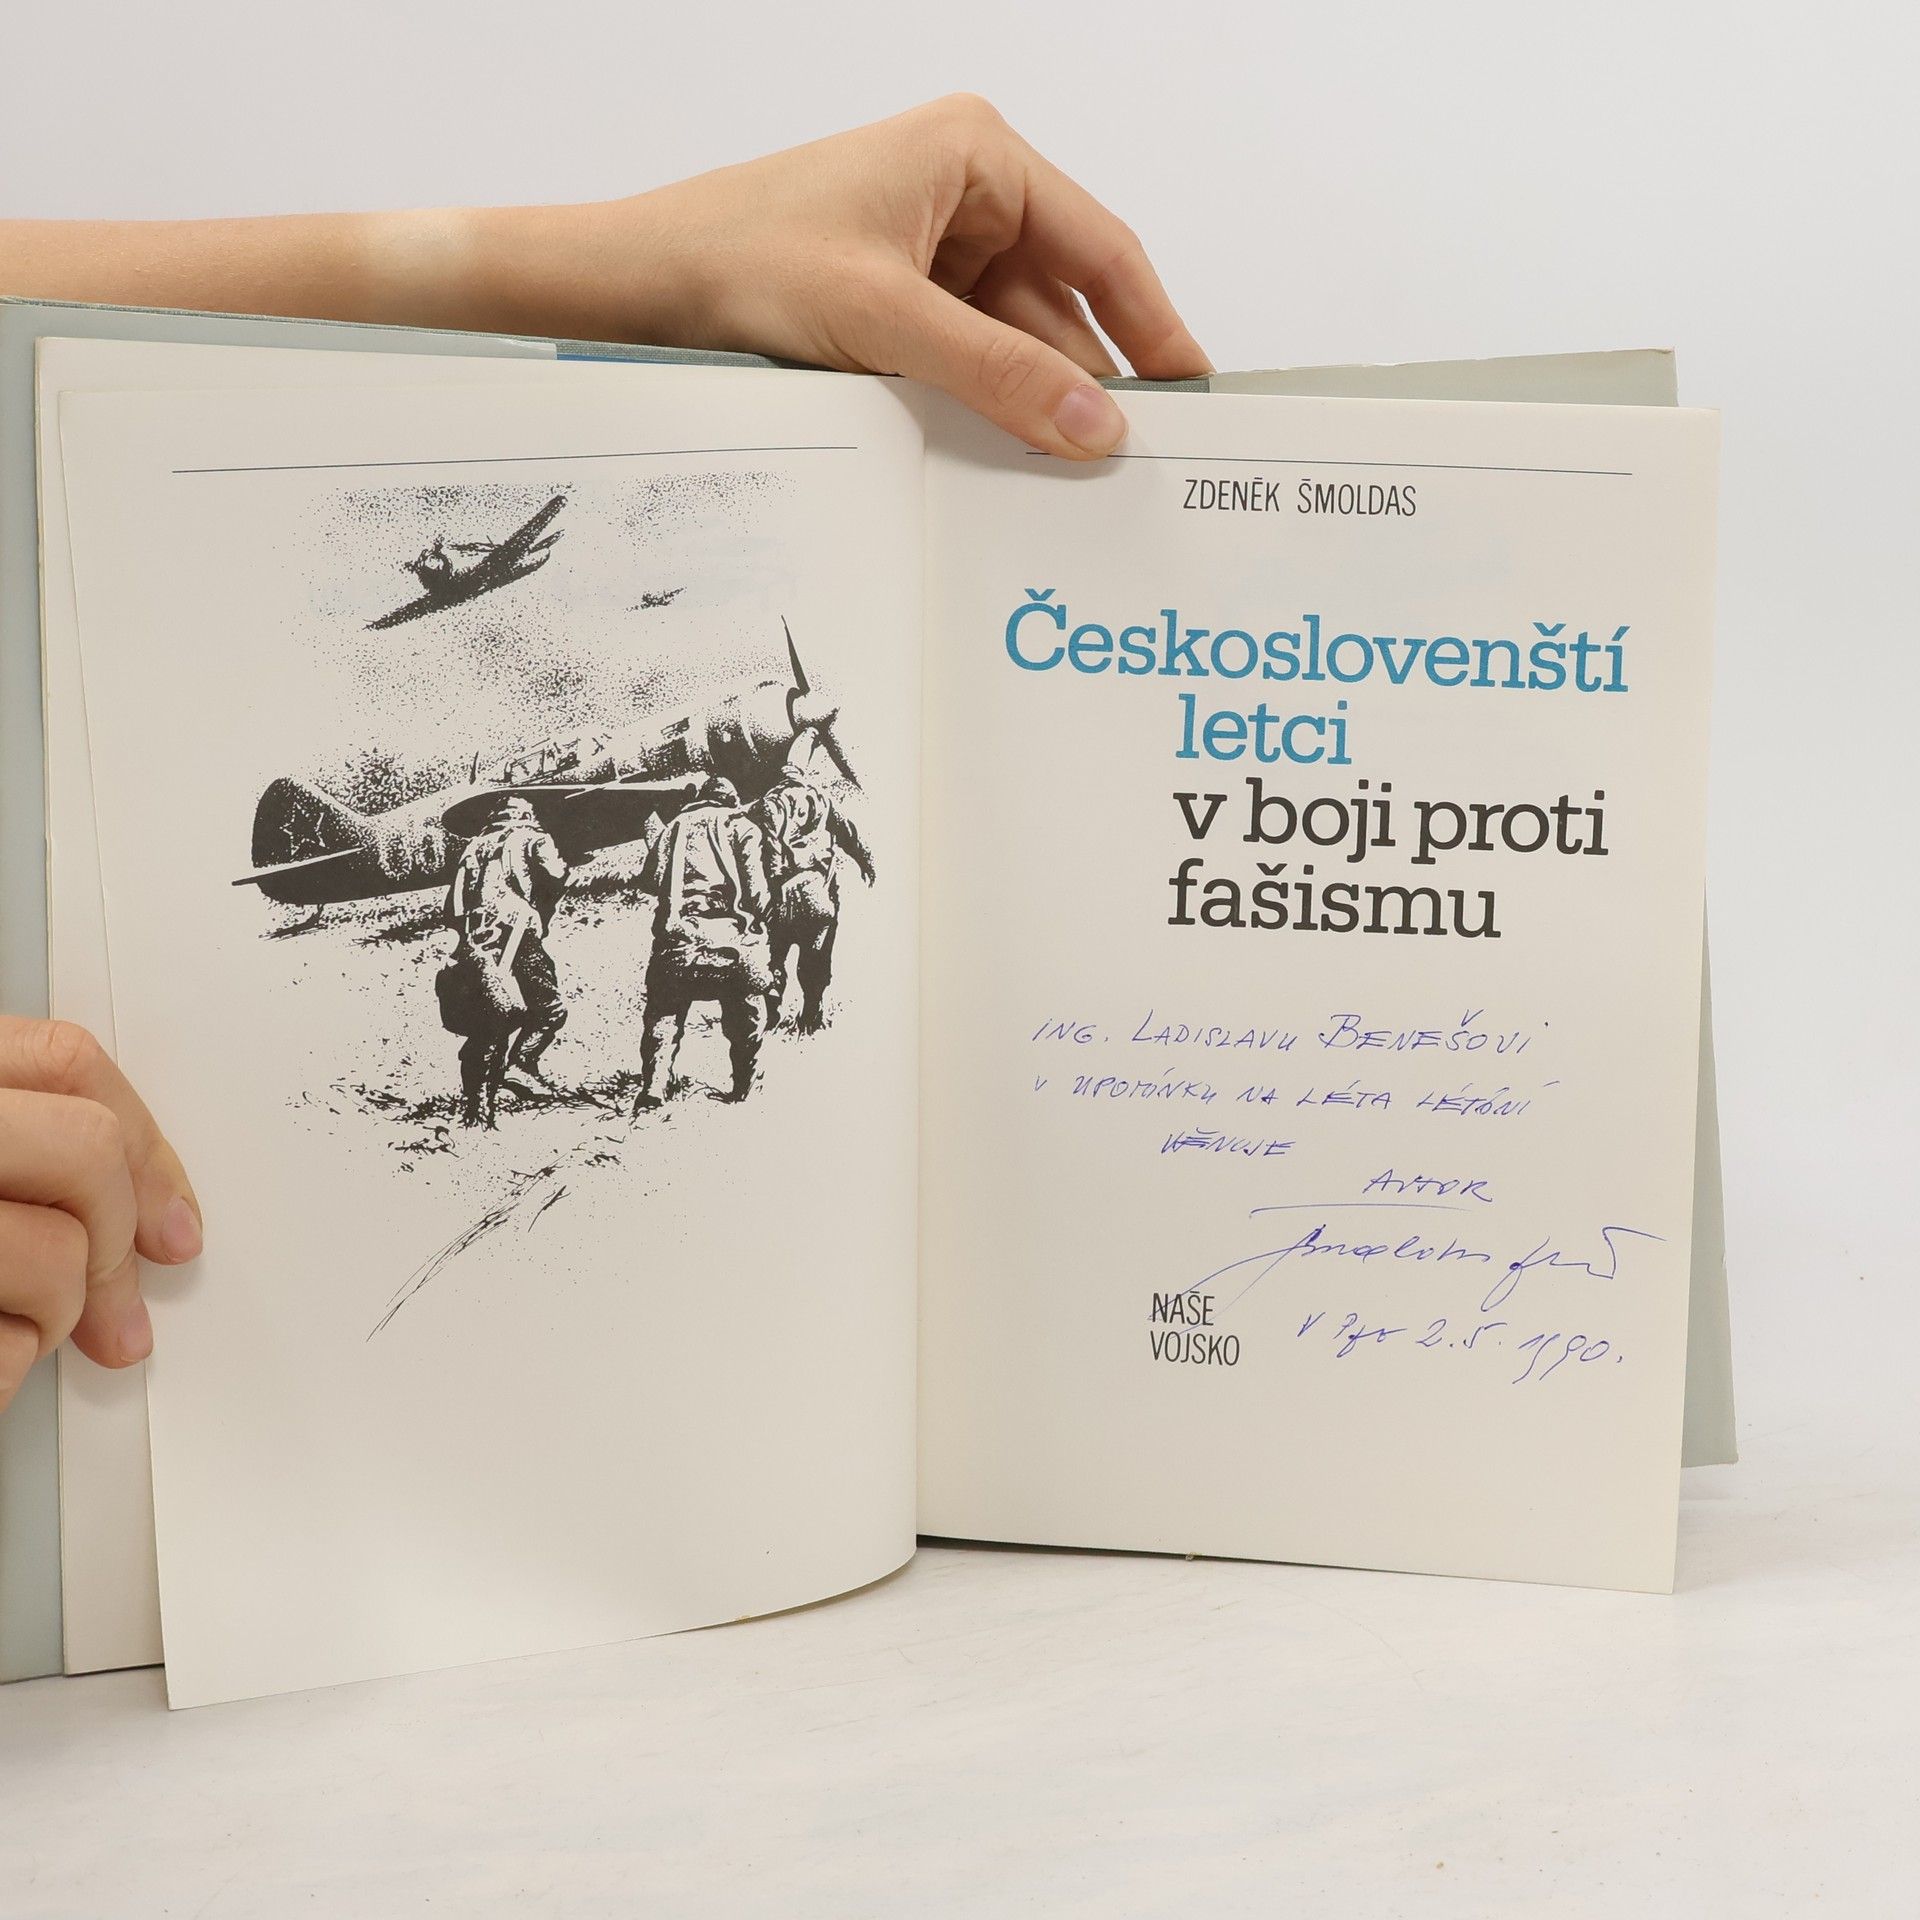 ZDENĚK ŠMOLDAS
Českoslovenští
letci
v boji proti
fašismu
ING. LADISLAVU BENEŠOVI
V UPOMÍNKU NA LÉTA LÉTÁNÍ
VĚNUJE
AUTOR
NAŠE
VOJSKO
V 2.5.1990.